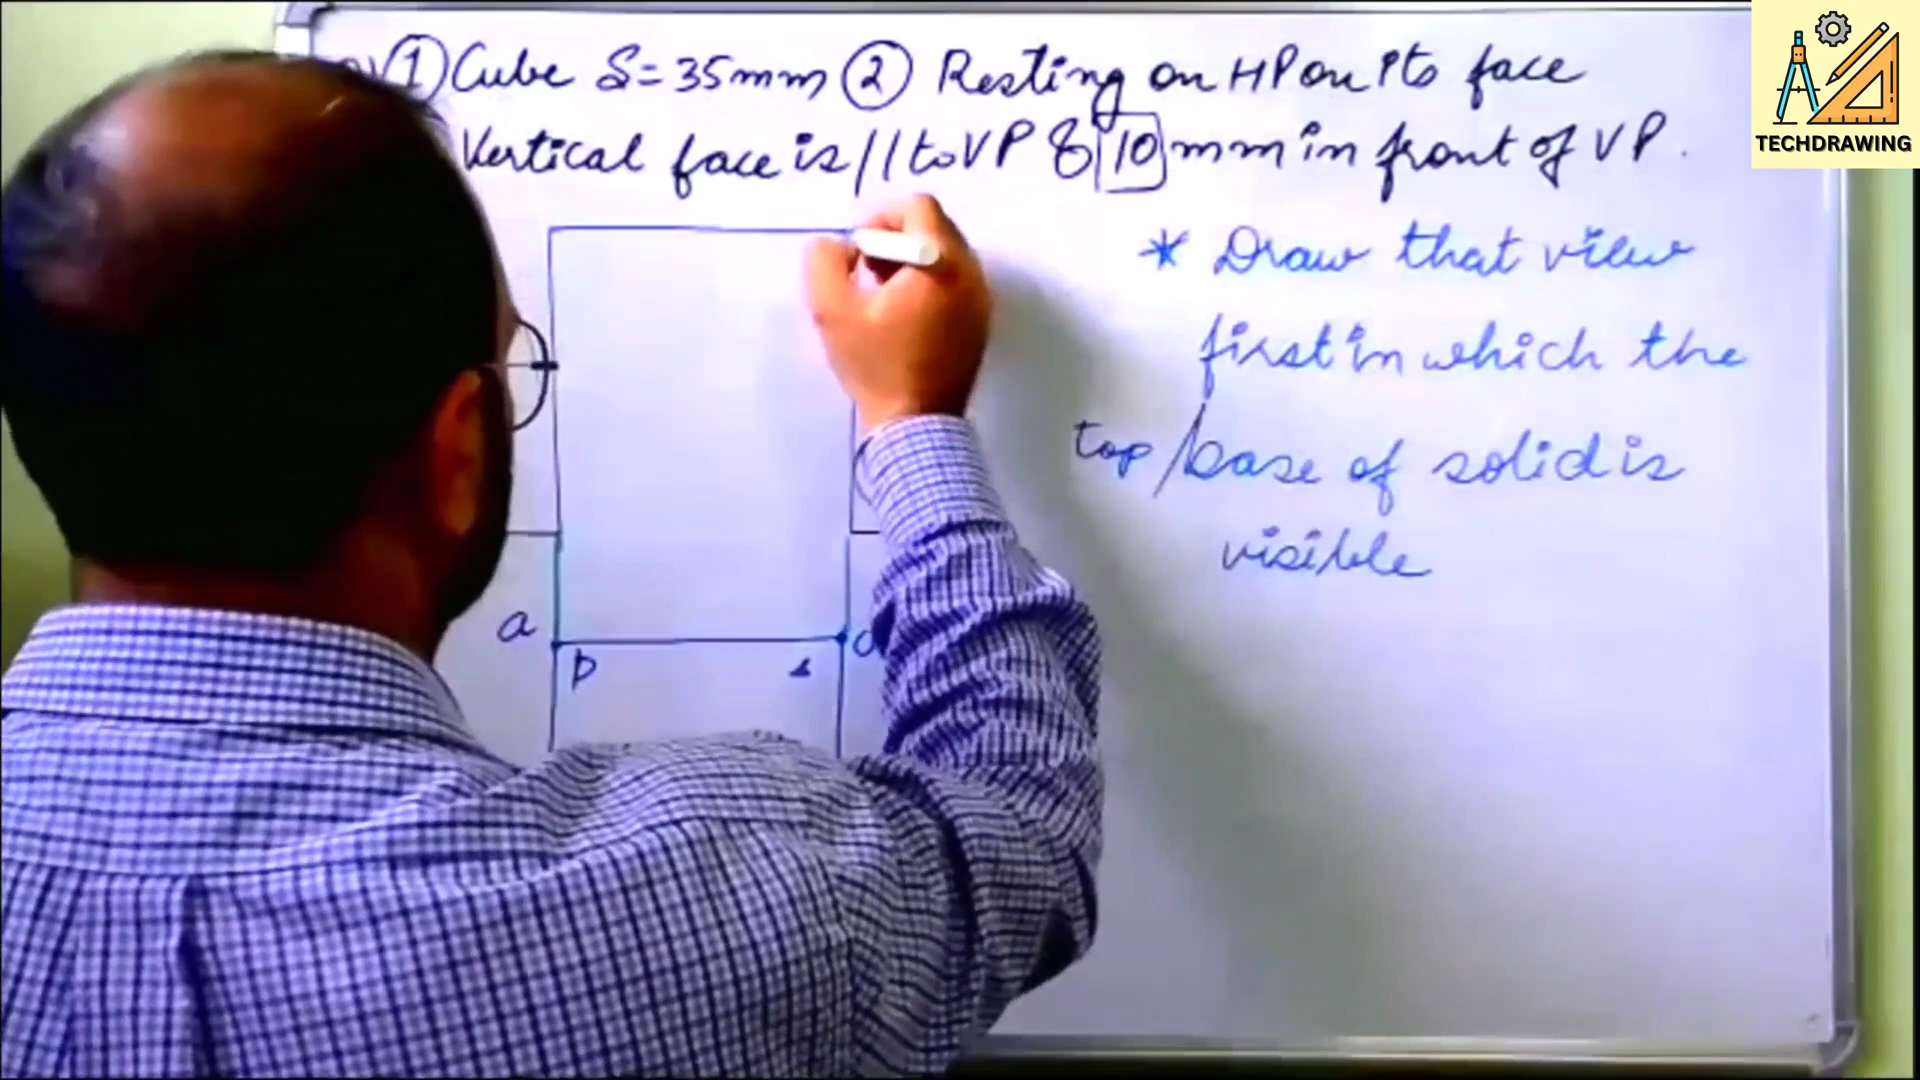 ① Cube S=35mm ② Resting on HP on its face
Vertical face is // to VP & 10 mm in front of VP.
TECHDRAWING
* Draw that view
first in which the
top/base of solid is
visible
a
p